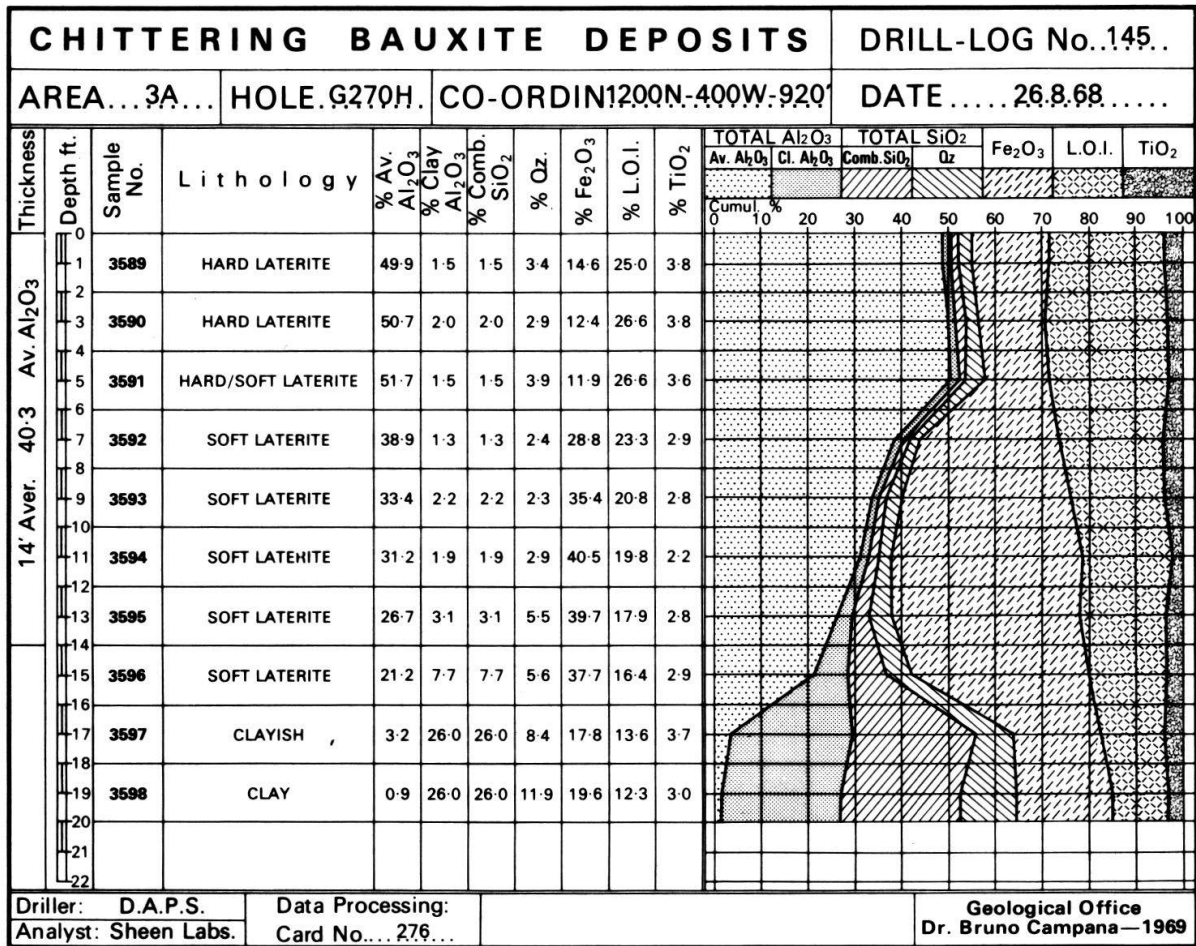 CHITTERING BAUXITE DEPOSITS
DRILL-LOG No..145..
AREA...3A... HOLE.G270H. CO-ORDIN1200N-400W-920' DATE.....26.8.68......
Thickness
Depth ft.
Sample No.
Lithology
% Av. Al2O3
% Clay Al2O3
% Comb. SiO2
% Qz.
% Fe2O3
% L.O.I.
% TiO2
TOTAL Al2O3 TOTAL SiO2 Fe2O3 L.O.I. TiO2
Av. Al2O3 Cl. Al2O3 Comb.SiO2 Qz
Cumul. %
0 10 20 30 40 50 60 70 80 90 100
14' Aver. 40·3 Av. Al2O3
0
1 3589 HARD LATERITE 49·9 1·5 1·5 3·4 14·6 25·0 3·8
2
3 3590 HARD LATERITE 50·7 2·0 2·0 2·9 12·4 26·6 3·8
4
5 3591 HARD/SOFT LATERITE 51·7 1·5 1·5 3·9 11·9 26·6 3·6
6
7 3592 SOFT LATERITE 38·9 1·3 1·3 2·4 28·8 23·3 2·9
8
9 3593 SOFT LATERITE 33·4 2·2 2·2 2·3 35·4 20·8 2·8
10
11 3594 SOFT LATERITE 31·2 1·9 1·9 2·9 40·5 19·8 2·2
12
13 3595 SOFT LATERITE 26·7 3·1 3·1 5·5 39·7 17·9 2·8
14
15 3596 SOFT LATERITE 21·2 7·7 7·7 5·6 37·7 16·4 2·9
16
17 3597 CLAYISH 3·2 26·0 26·0 8·4 17·8 13·6 3·7
18
19 3598 CLAY 0·9 26·0 26·0 11·9 19·6 12·3 3·0
20
21
22
Driller: D.A.P.S.
Analyst: Sheen Labs.
Data Processing:
Card No....276....
Geological Office
Dr. Bruno Campana—1969